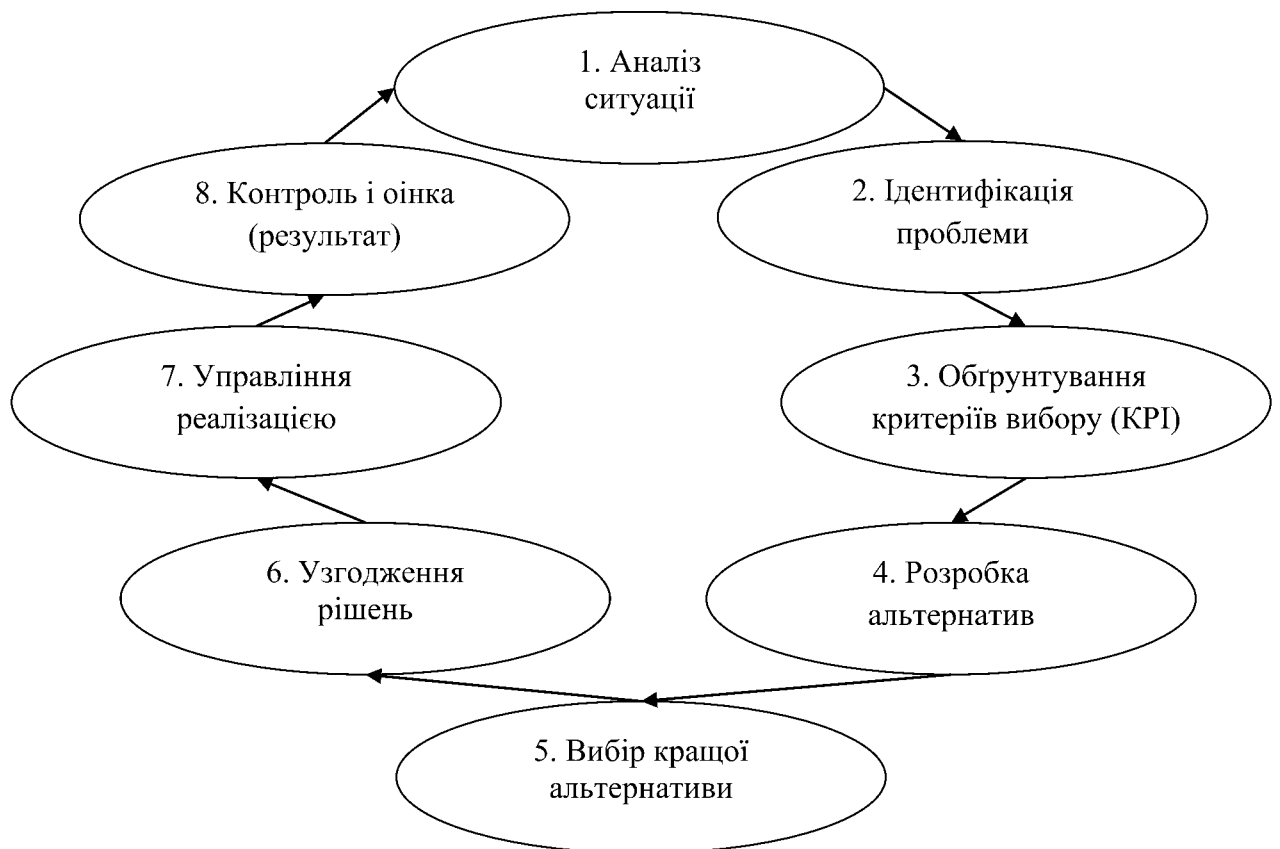 1. Аналіз
ситуації
2. Ідентифікація
проблеми
3. Обґрунтування
критеріїв вибору (КРІ)
4. Розробка
альтернатив
5. Вибір кращої
альтернативи
6. Узгодження
рішень
7. Управління
реалізацією
8. Контроль і оінка
(результат)